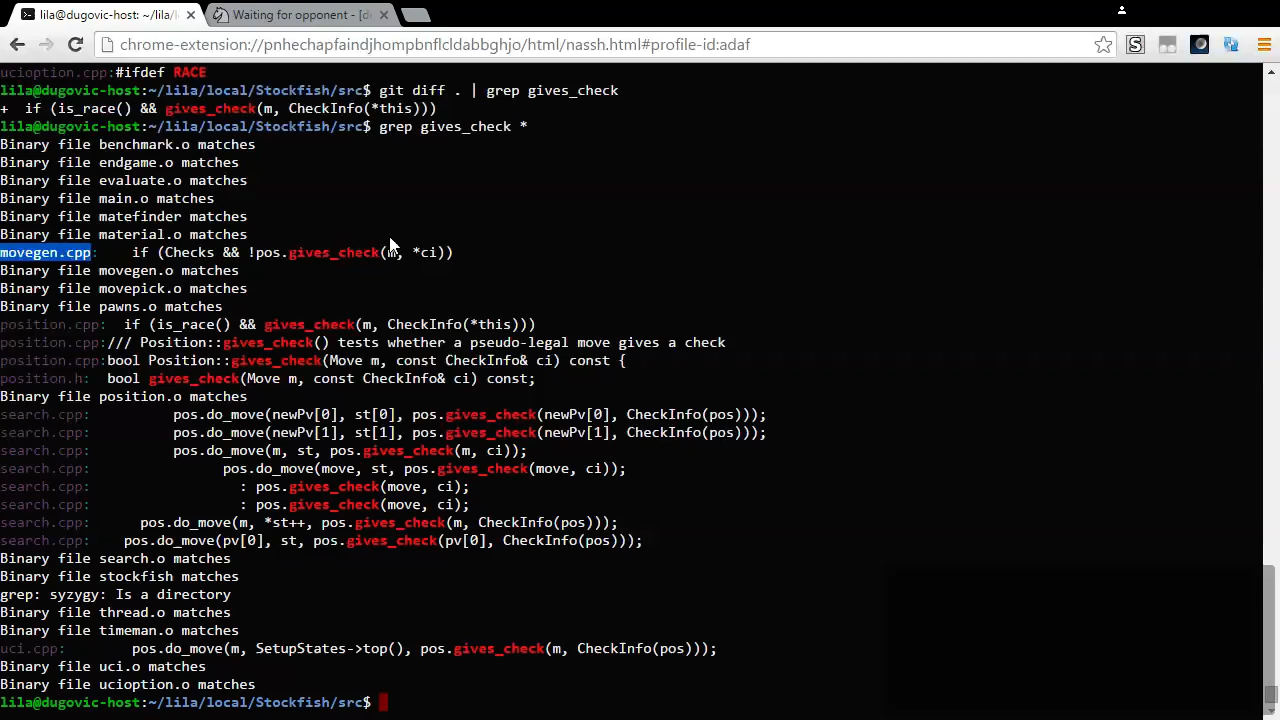 lila@dugovic-host: ~/lila/l
Waiting for opponent - [de
chrome-extension://pnhechapfaindjhompbnflcldabbghjo/html/nassh.html#profile-id:adaf
ucioption.cpp:#ifdef RACE
lila@dugovic-host:~/lila/local/Stockfish/src$ git diff . | grep gives_check
+  if (is_race() && gives_check(m, CheckInfo(*this)))
lila@dugovic-host:~/lila/local/Stockfish/src$ grep gives_check *
Binary file benchmark.o matches
Binary file endgame.o matches
Binary file evaluate.o matches
Binary file main.o matches
Binary file matefinder matches
Binary file material.o matches
movegen.cpp:    if (Checks && !pos.gives_check(m, *ci))
Binary file movegen.o matches
Binary file movepick.o matches
Binary file pawns.o matches
position.cpp:  if (is_race() && gives_check(m, CheckInfo(*this)))
position.cpp:/// Position::gives_check() tests whether a pseudo-legal move gives a check
position.cpp:bool Position::gives_check(Move m, const CheckInfo& ci) const {
position.h:  bool gives_check(Move m, const CheckInfo& ci) const;
Binary file position.o matches
search.cpp:          pos.do_move(newPv[0], st[0], pos.gives_check(newPv[0], CheckInfo(pos)));
search.cpp:          pos.do_move(newPv[1], st[1], pos.gives_check(newPv[1], CheckInfo(pos)));
search.cpp:          pos.do_move(m, st, pos.gives_check(m, ci));
search.cpp:                pos.do_move(move, st, pos.gives_check(move, ci));
search.cpp:                  : pos.gives_check(move, ci);
search.cpp:                  : pos.gives_check(move, ci);
search.cpp:      pos.do_move(m, *st++, pos.gives_check(m, CheckInfo(pos)));
search.cpp:    pos.do_move(pv[0], st, pos.gives_check(pv[0], CheckInfo(pos)));
Binary file search.o matches
Binary file stockfish matches
grep: syzygy: Is a directory
Binary file thread.o matches
Binary file timeman.o matches
uci.cpp:        pos.do_move(m, SetupStates->top(), pos.gives_check(m, CheckInfo(pos)));
Binary file uci.o matches
Binary file ucioption.o matches
lila@dugovic-host:~/lila/local/Stockfish/src$